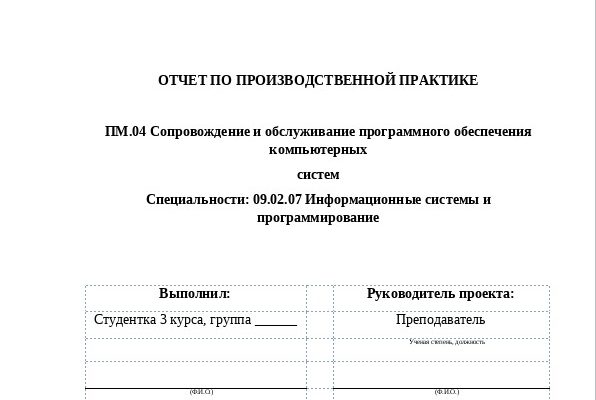 ОТЧЕТ ПО ПРОИЗВОДСТВЕННОЙ ПРАКТИКЕ
ПМ.04 Сопровождение и обслуживание программного обеспечения
компьютерных
систем
Специальности: 09.02.07 Информационные системы и
программирование
Выполнил: Руководитель проекта:
Студентка 3 курса, группа ______ Преподаватель
Ученая степень, должность
(Ф.И.О) (Ф.И.О.)